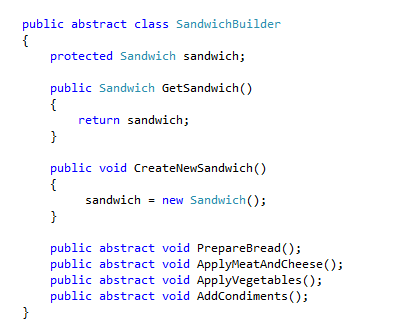 public abstract class SandwichBuilder
{
    protected Sandwich sandwich;

    public Sandwich GetSandwich()
    {
        return sandwich;
    }

    public void CreateNewSandwich()
    {
         sandwich = new Sandwich();
    }

    public abstract void PrepareBread();
    public abstract void ApplyMeatAndCheese();
    public abstract void ApplyVegetables();
    public abstract void AddCondiments();
}